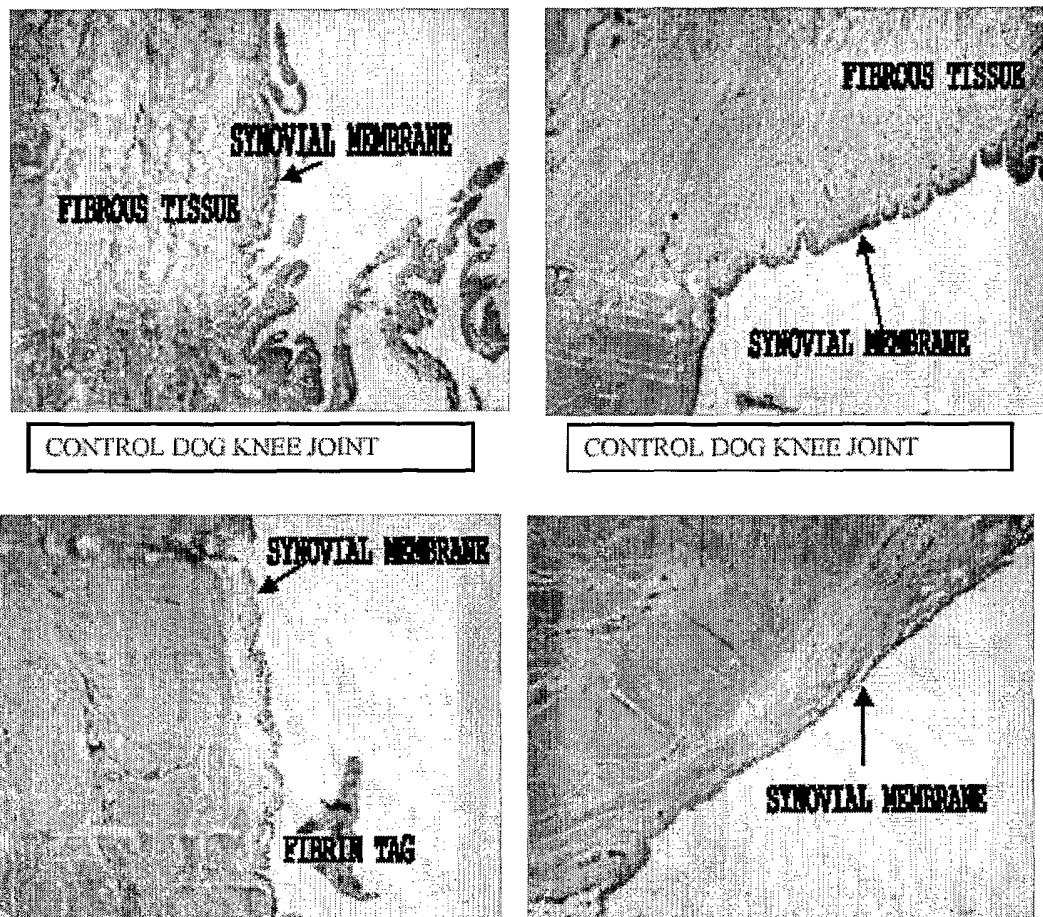 SYNOVIAL MEMBRANE
FIBROUS TISSUE
CONTROL DOG KNEE JOINT
FIBROUS TISSUE
SYNOVIAL MEMBRANE
CONTROL DOG KNEE JOINT
SYNOVIAL MEMBRANE
FIBRIN TAG
SYNOVIAL MEMBRANE